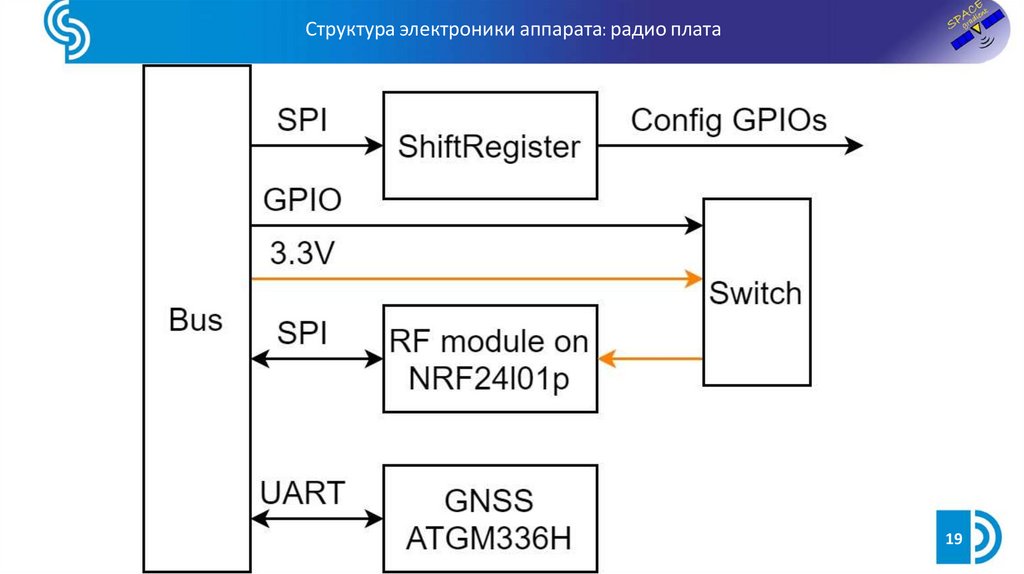 Структура электроники аппарата: радио плата
SPACE
gradient
SPI
ShiftRegister
Config GPIOs
GPIO
3.3V
Switch
Bus
SPI
RF module on
NRF24l01p
UART
GNSS
ATGM336H
19